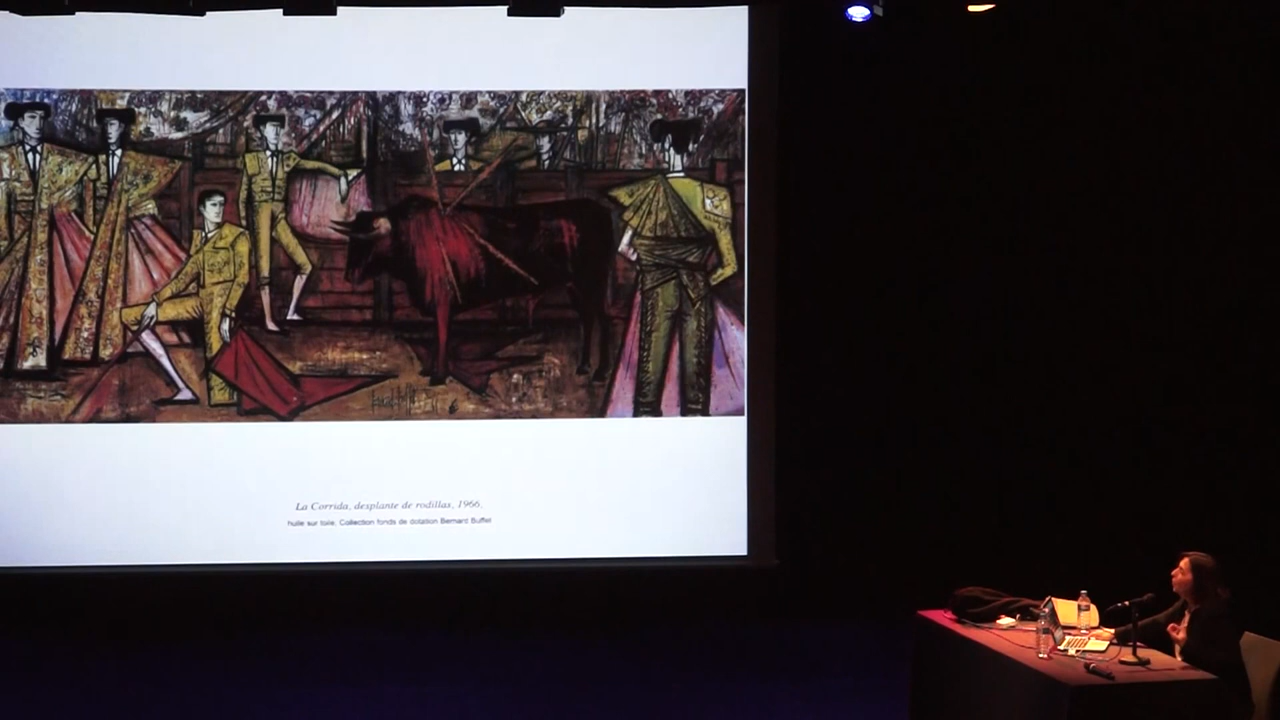 La Corrida, desplante de rodillas, 1966,
huile sur toile, Collection fonds de dotation Bernard Buffet